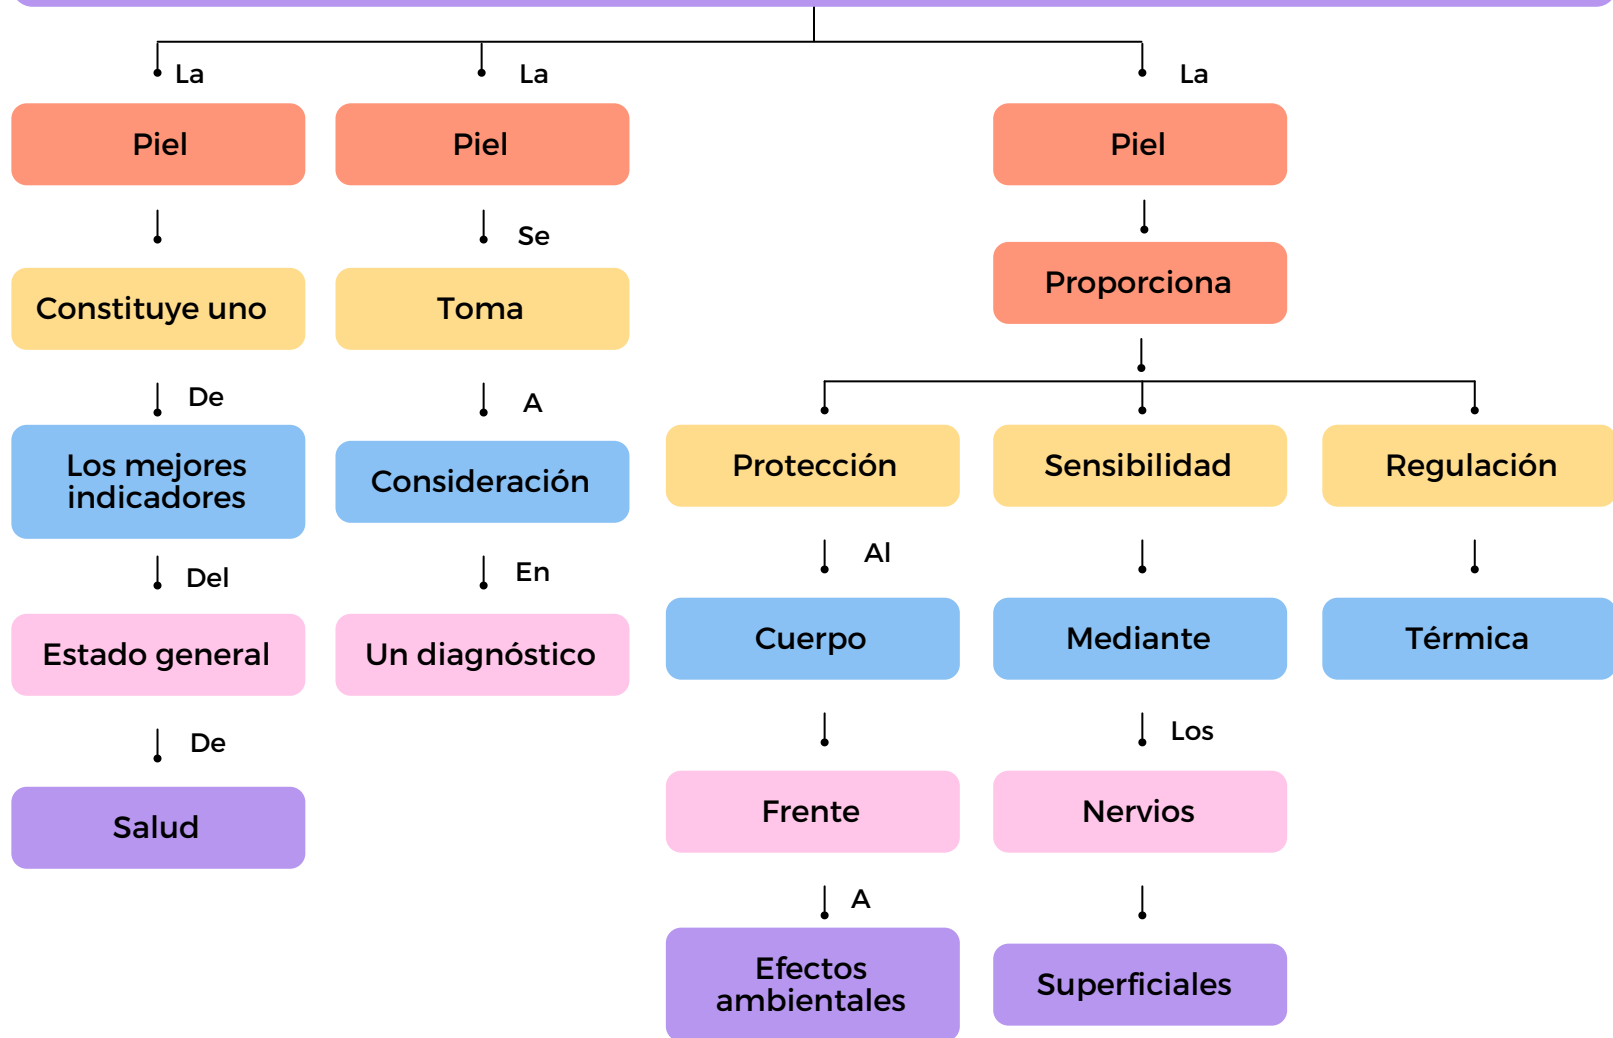 La
La
La
Piel
Piel
Piel
Se
Constituye uno
Toma
Proporciona
De
A
Los mejores
indicadores
Consideración
Protección
Sensibilidad
Regulación
Del
En
Al
Estado general
Un diagnóstico
Cuerpo
Mediante
Térmica
De
Los
Salud
Frente
Nervios
A
Efectos
ambientales
Superficiales